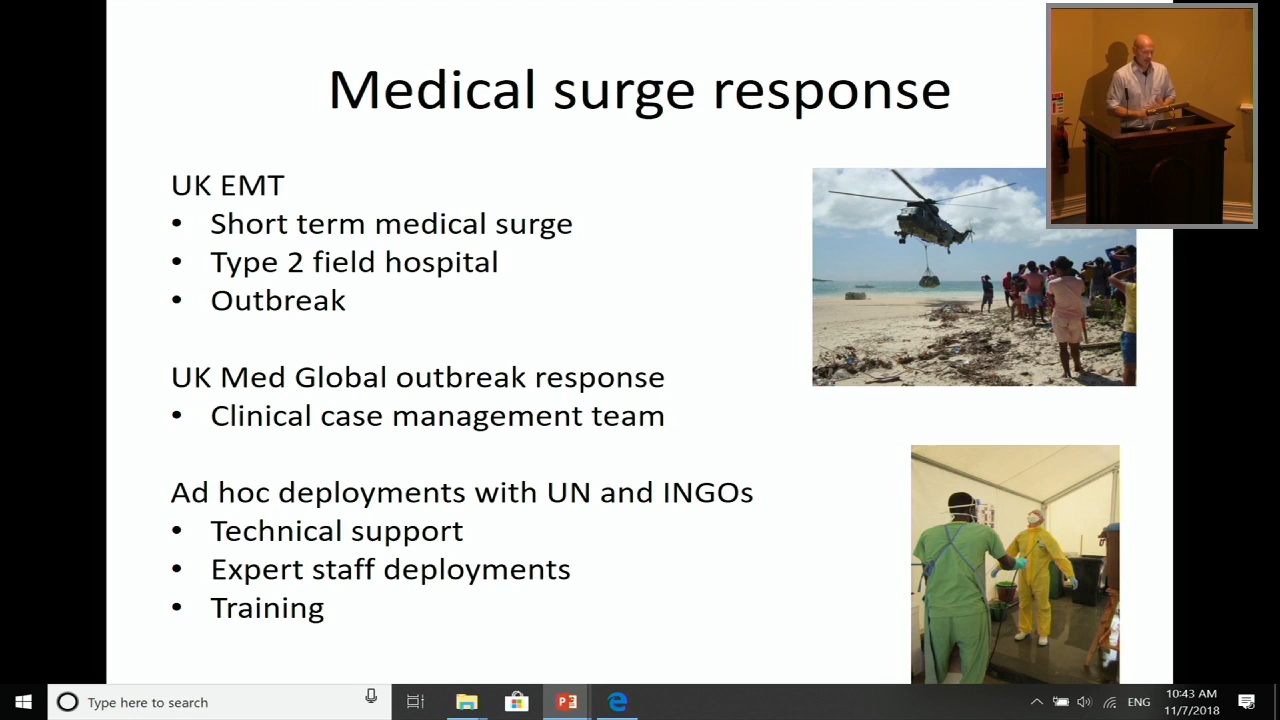 Medical surge response
UK EMT
• Short term medical surge
• Type 2 field hospital
• Outbreak
UK Med Global outbreak response
• Clinical case management team
Ad hoc deployments with UN and INGOs
• Technical support
• Expert staff deployments
• Training
Type here to search
ENG
10:43 AM
11/7/2018